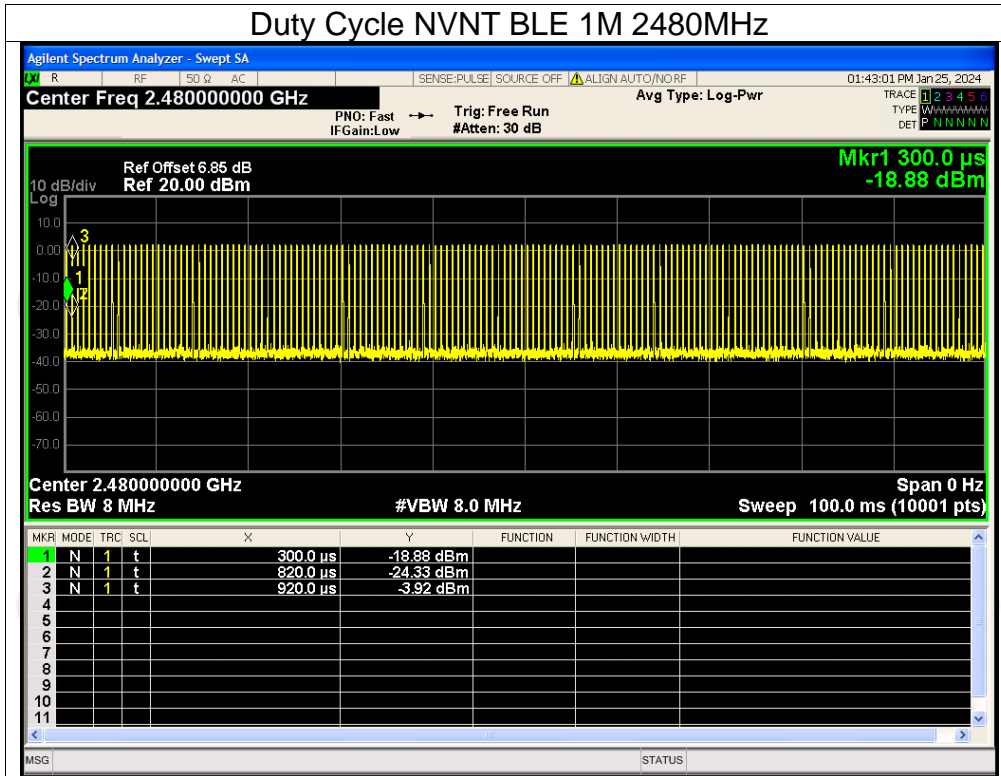 Duty Cycle NVNT BLE 1M 2480MHz
Agilent Spectrum Analyzer - Swept SA
LXI R RF 50 Ω AC SENSE:PULSE SOURCE OFF ALIGN AUTO/NO RF 01:43:01 PM Jan 25, 2024
Center Freq 2.480000000 GHz
PNO: Fast
IFGain:Low
Trig: Free Run
#Atten: 30 dB
Avg Type: Log-Pwr
TRACE 1 2 3 4 5 6
TYPE WWWWWW
DET P N N N N N
Mkr1 300.0 µs
-18.88 dBm
Ref Offset 6.85 dB
10 dB/div Ref 20.00 dBm
Log
10.0
0.00
-10.0
-20.0
-30.0
-40.0
-50.0
-60.0
-70.0
3
1
2
Center 2.480000000 GHz Span 0 Hz
Res BW 8 MHz #VBW 8.0 MHz Sweep 100.0 ms (10001 pts)
MKR MODE TRC SCL X Y FUNCTION FUNCTION WIDTH FUNCTION VALUE
1 N 1 t 300.0 µs -18.88 dBm
2 N 1 t 820.0 µs -24.33 dBm
3 N 1 t 920.0 µs -3.92 dBm
4
5
6
7
8
9
10
11
MSG STATUS